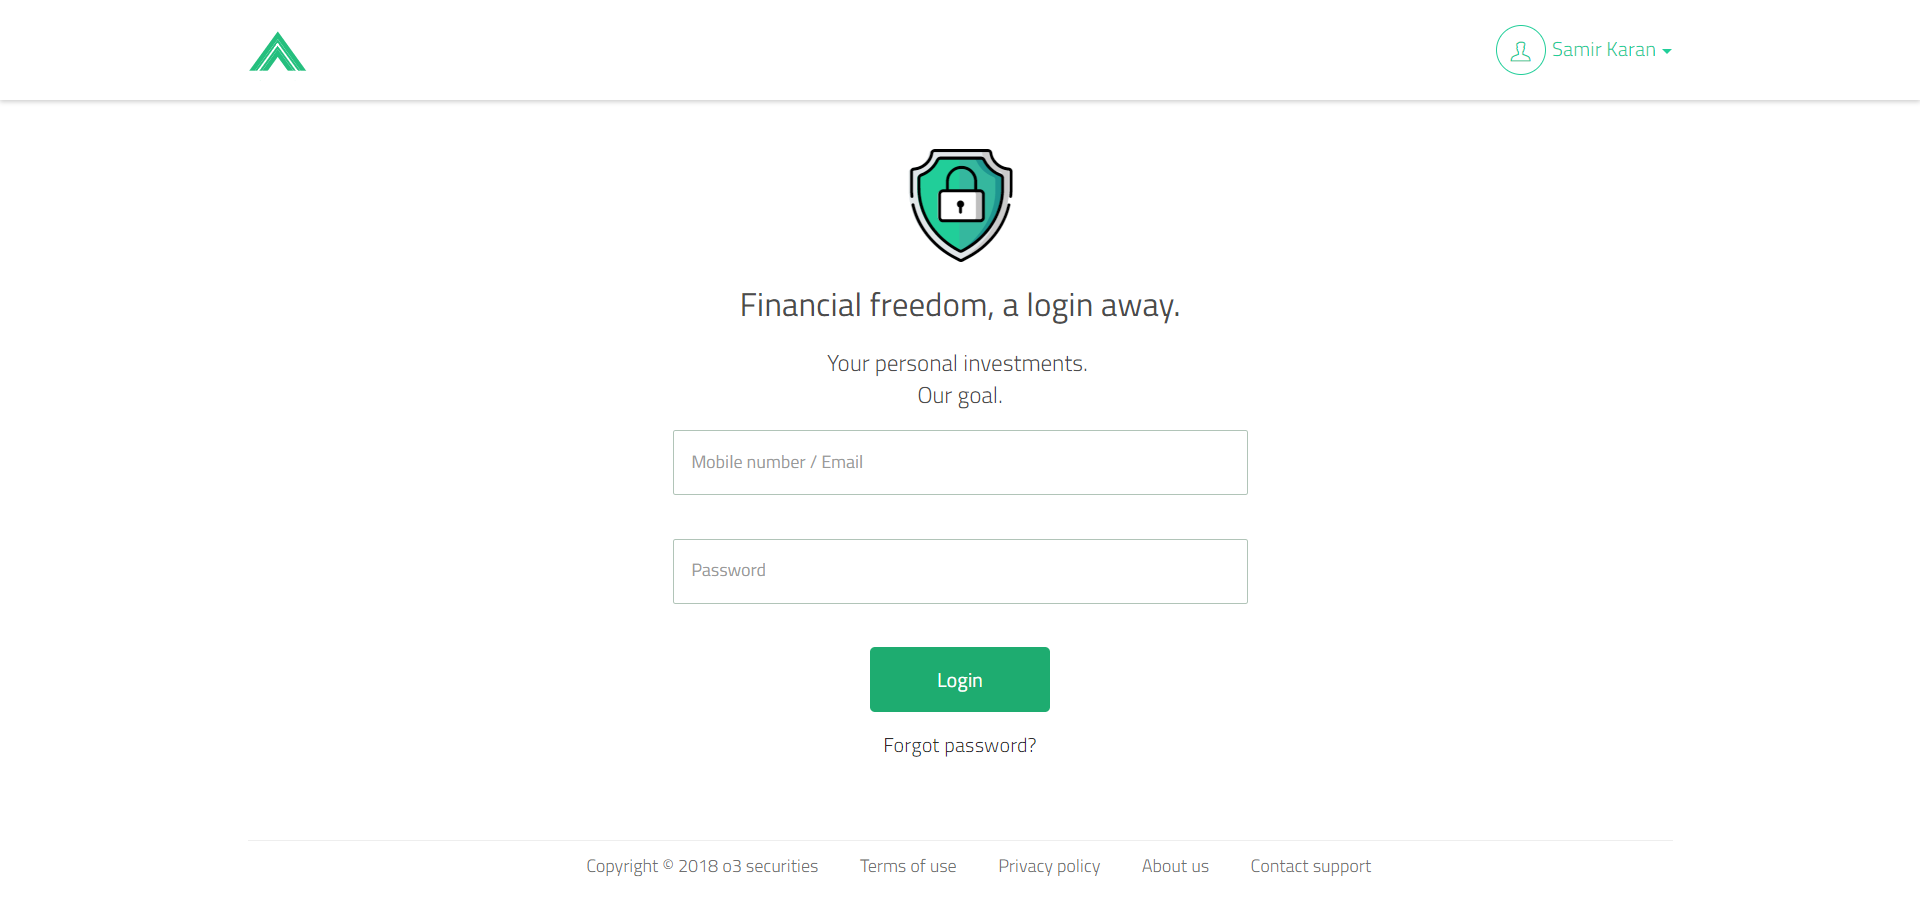 Samir Karan
Financial freedom, a login away.
Your personal investments.
Our goal.
Mobile number / Email
Password
Login
Forgot password?
Copyright © 2018 o3 securities Terms of use Privacy policy About us Contact support